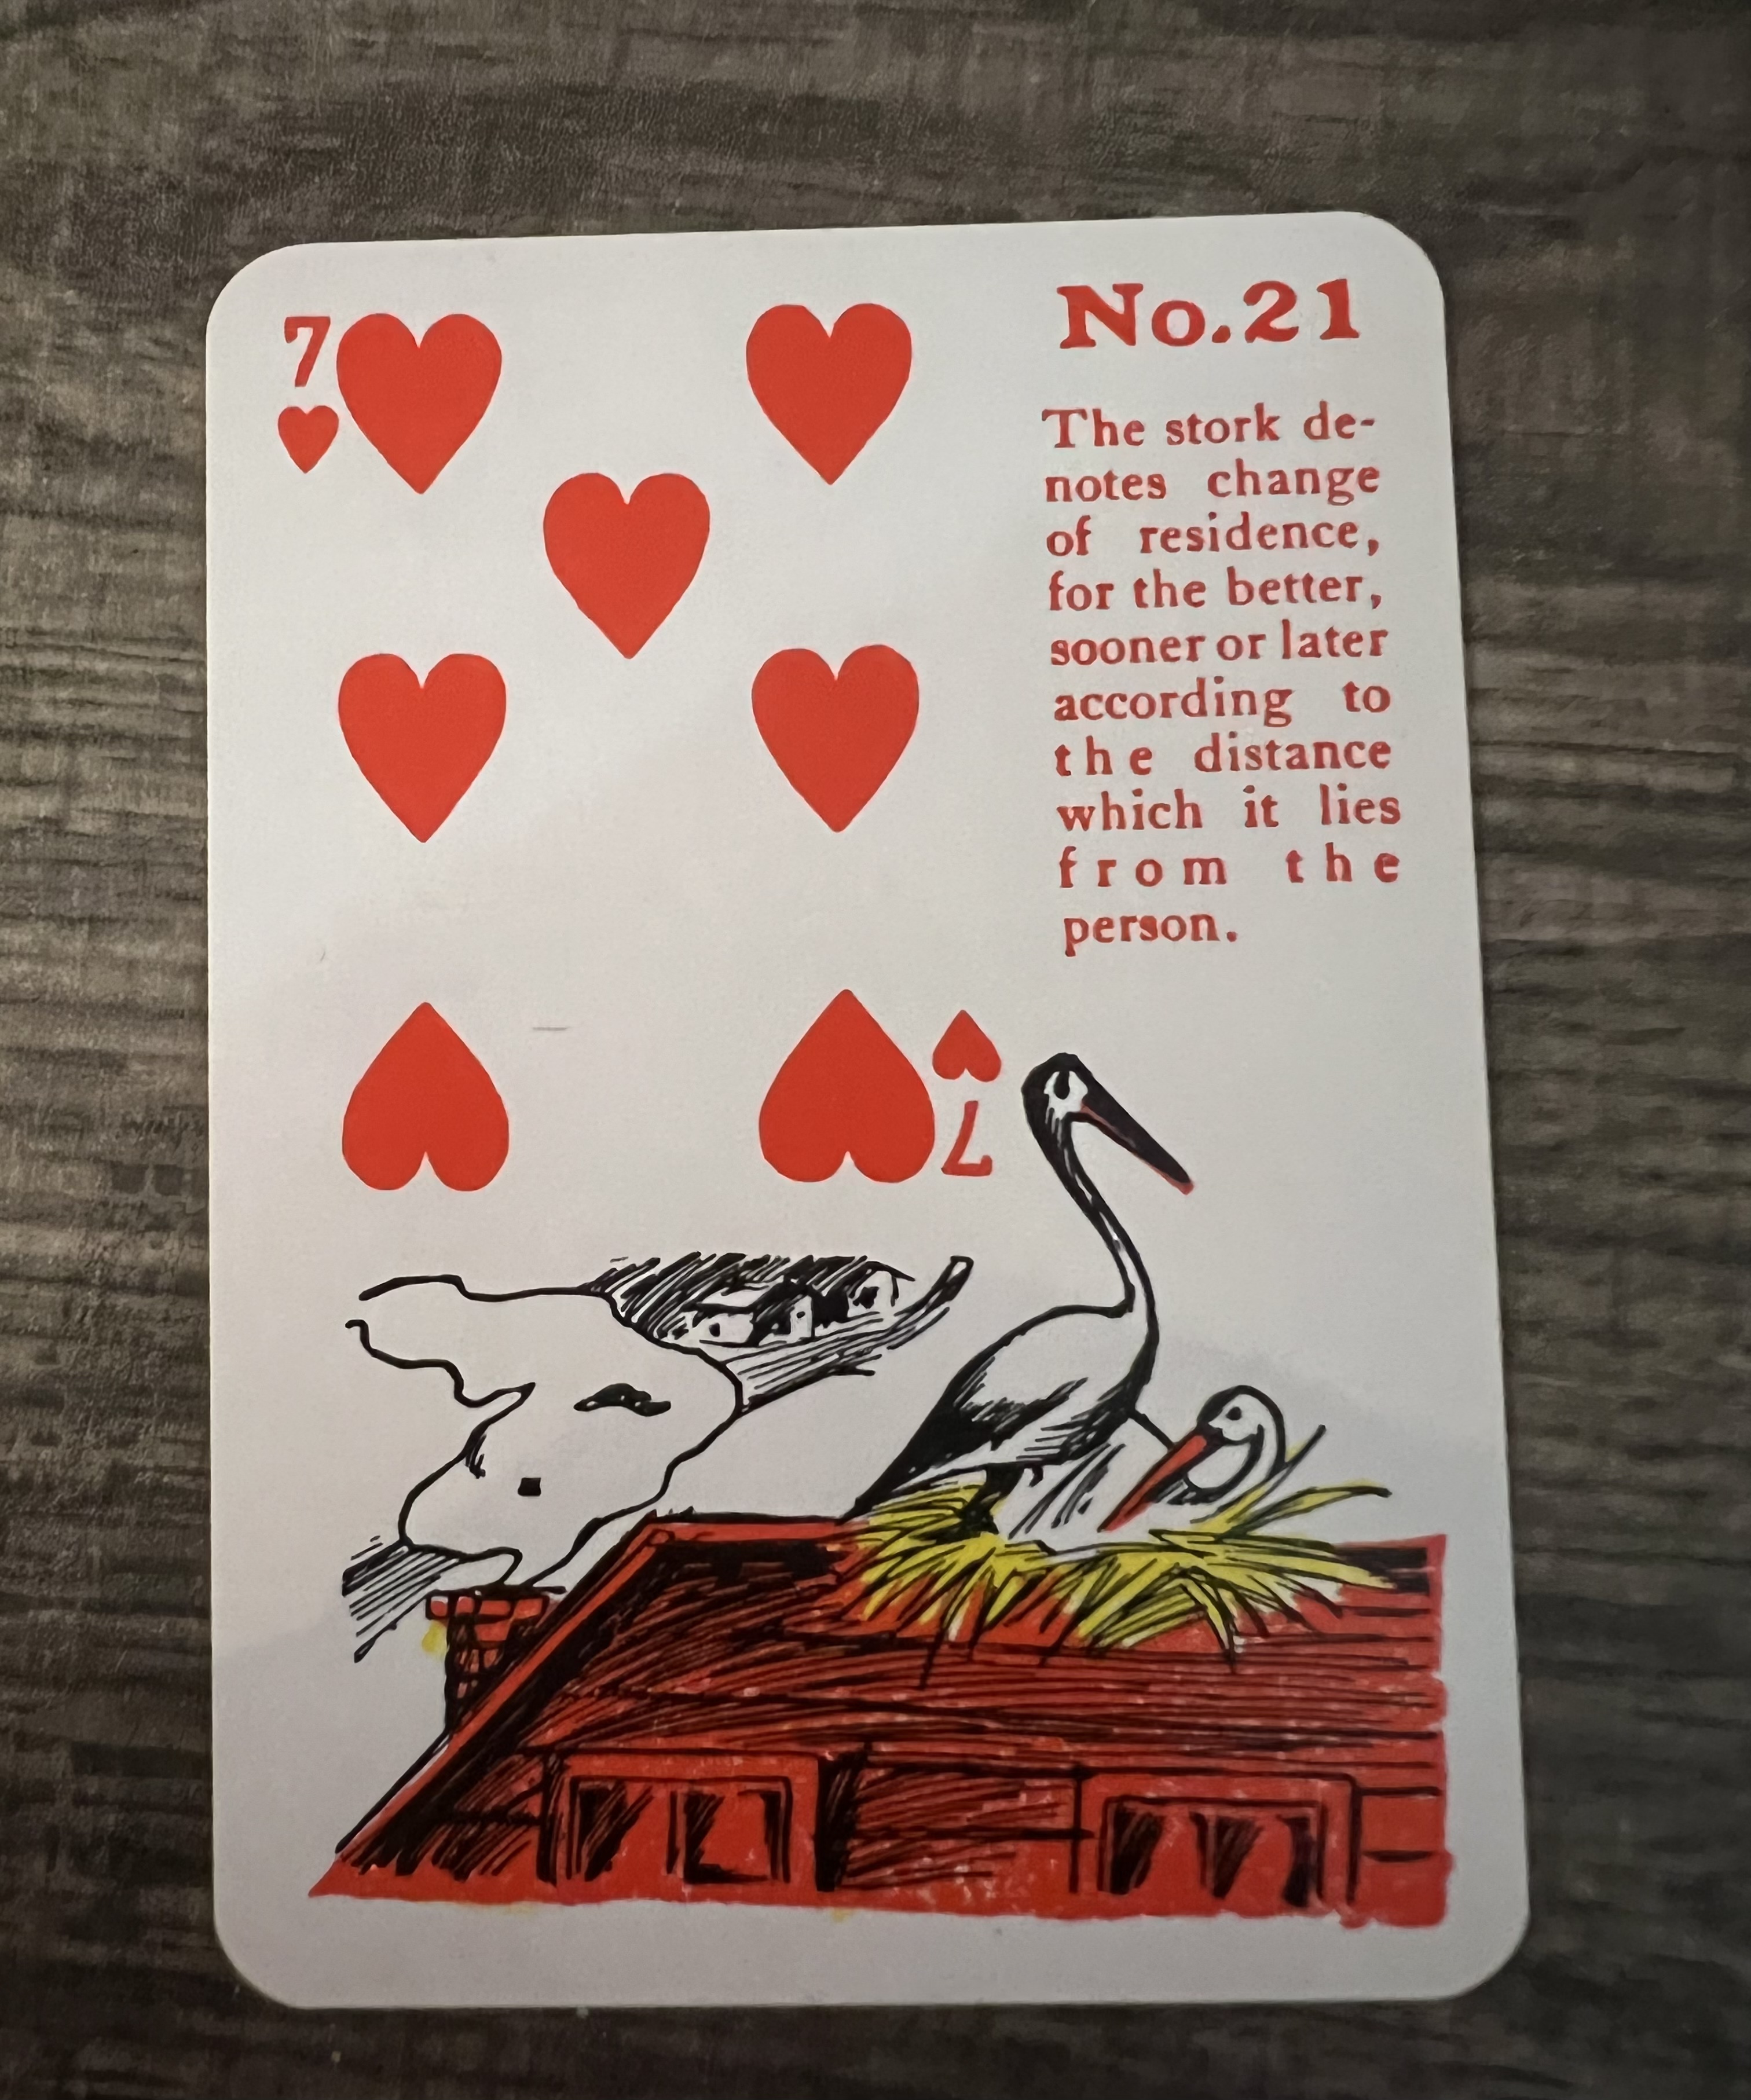 7
No.21
The stork de-
notes change
of residence,
for the better,
sooner or later
according to
the distance
which it lies
from the
person.
7